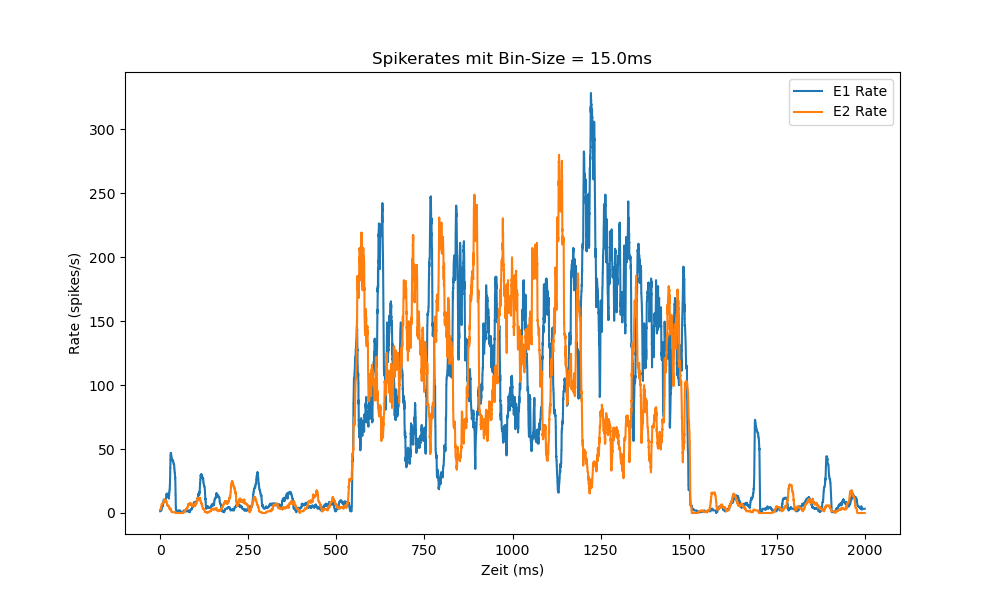 Spikerates mit Bin-Size = 15.0ms
E1 Rate
E2 Rate
Rate (spikes/s)
300
250
200
150
100
50
0
0 250 500 750 1000 1250 1500 1750 2000
Zeit (ms)